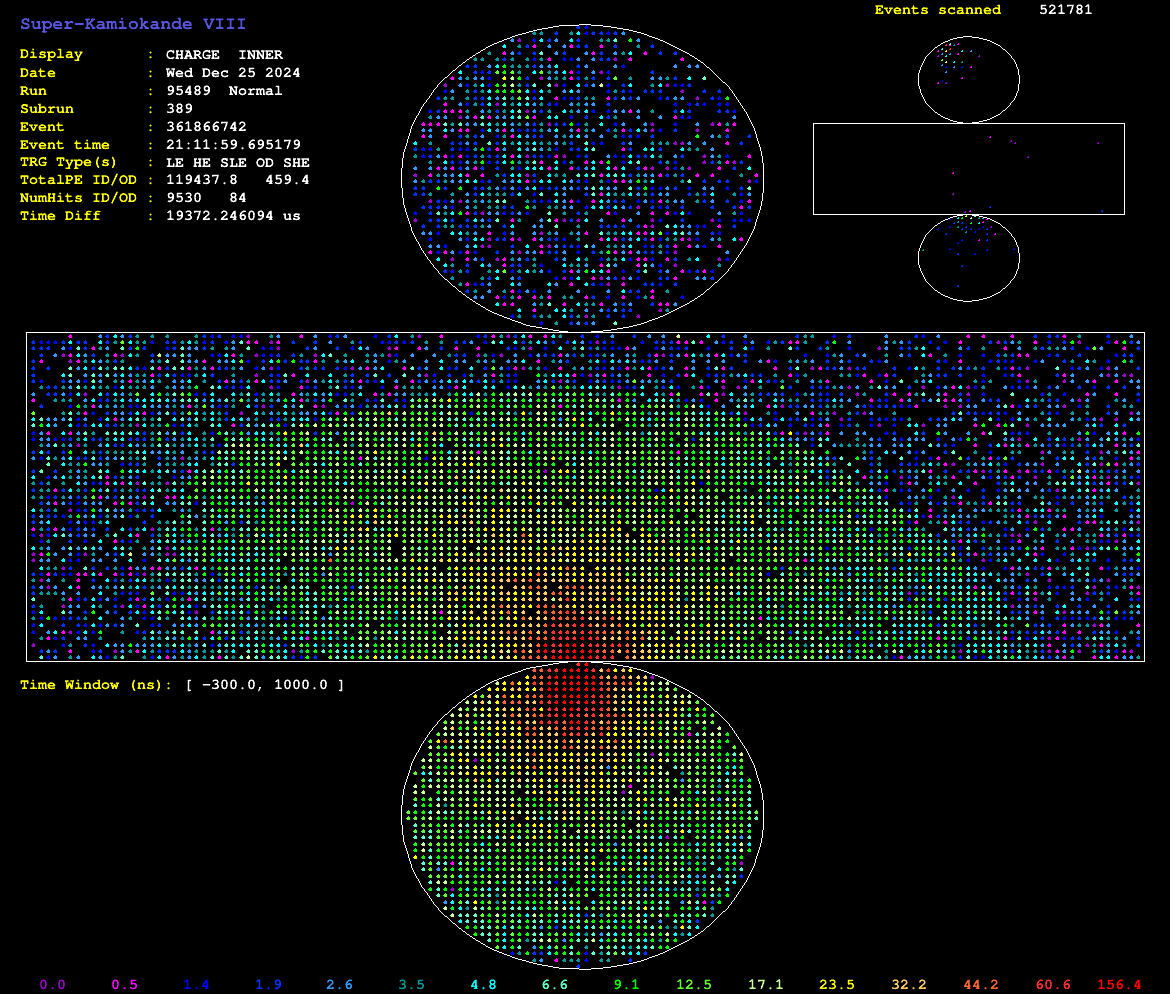 Super-Kamiokande VIII
Display : CHARGE INNER
Date : Wed Dec 25 2024
Run : 95489 Normal
Subrun : 389
Event : 361866742
Event time : 21:11:59.695179
TRG Type(s) : LE HE SLE OD SHE
TotalPE ID/OD : 119437.8 459.4
NumHits ID/OD : 9530 84
Time Diff : 19372.246094 us
Events scanned 521781
Time Window (ns): [ −300.0, 1000.0 ]
0.0 0.5 1.4 1.9 2.6 3.5 4.8 6.6 9.1 12.5 17.1 23.5 32.2 44.2 60.6 156.4